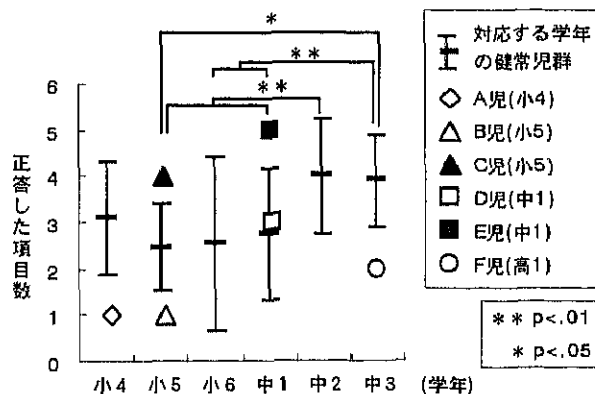 *
**
**
6
5
4
3
2
1
0
正答した項目数
小4 小5 小6 中1 中2 中3 (学年)
対応する学年
の健常児群
A児(小4)
B児(小5)
C児(小5)
D児(中1)
E児(中1)
F児(高1)
** p<.01
* p<.05